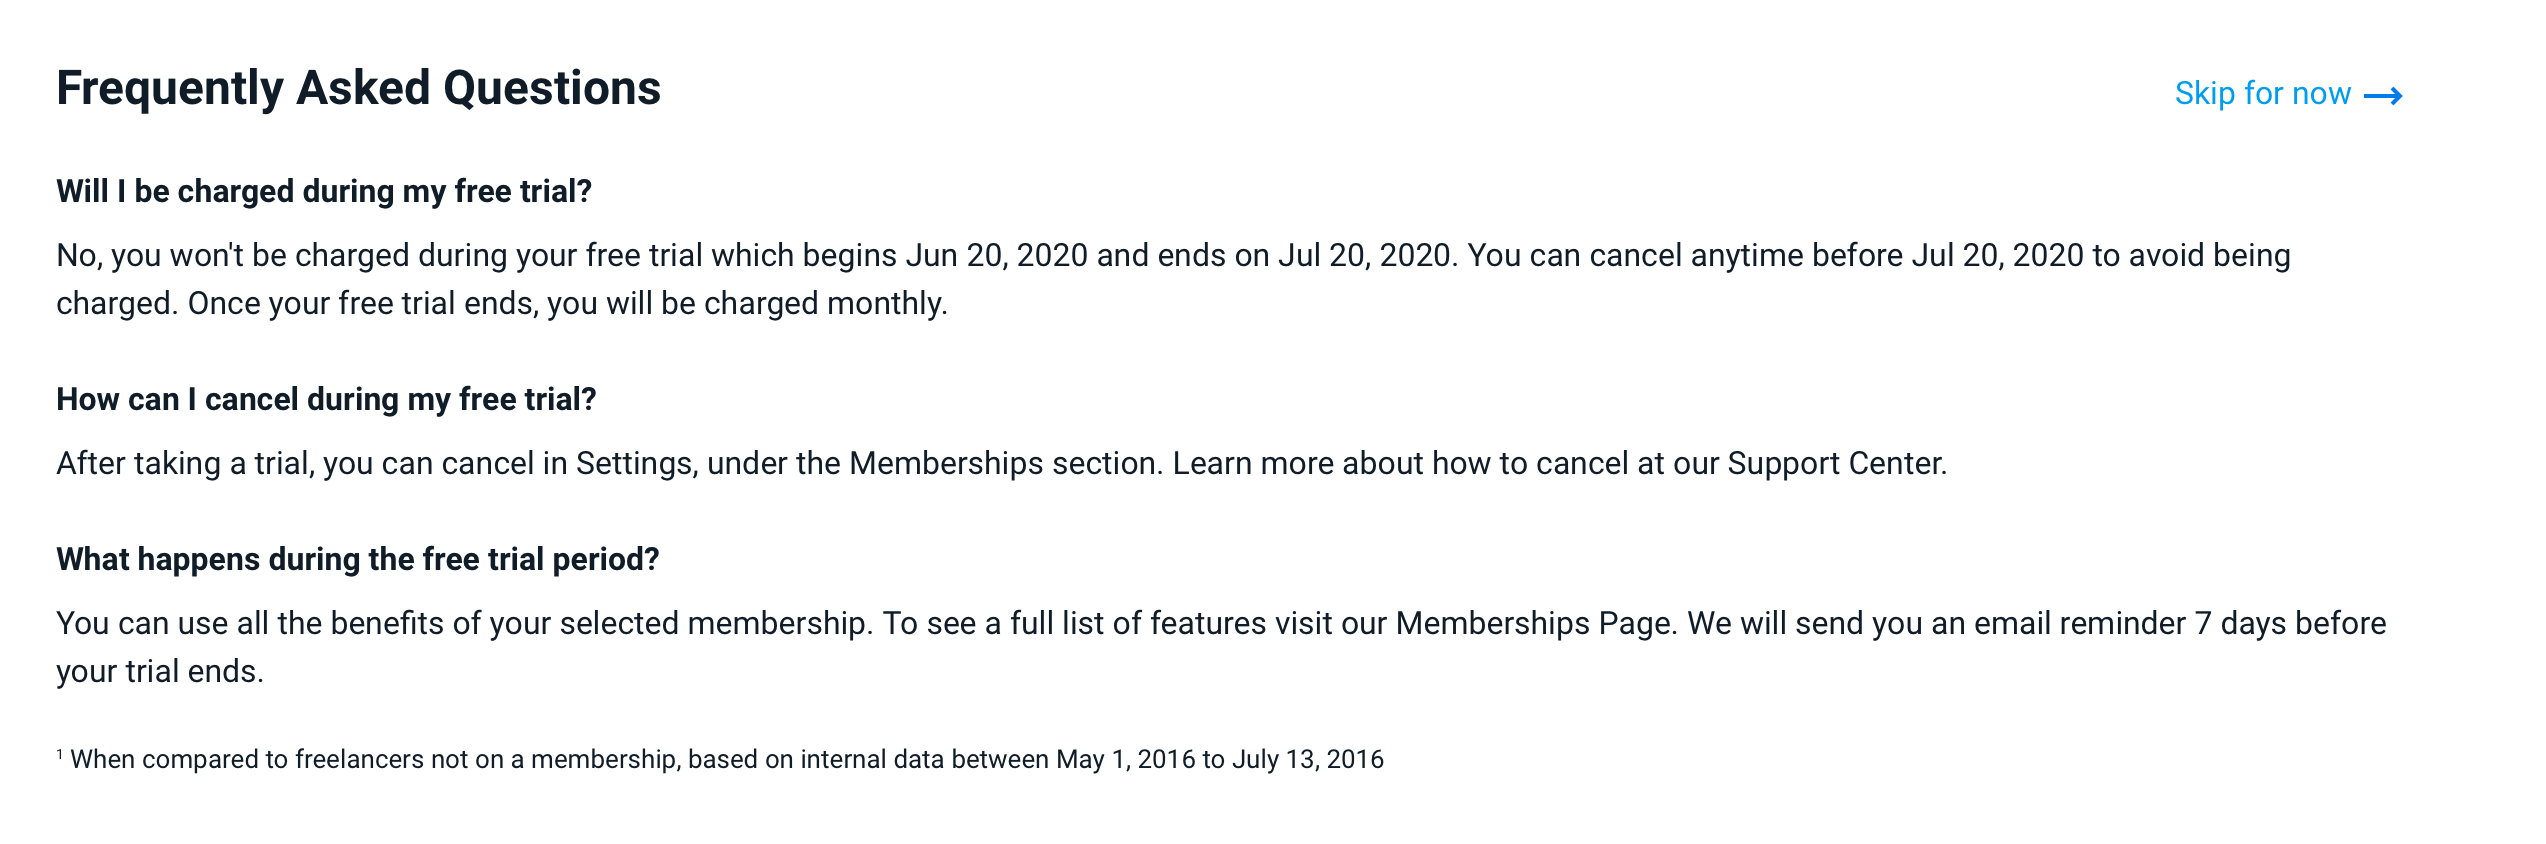 Frequently Asked Questions
Skip for now
Will I be charged during my free trial?
No, you won't be charged during your free trial which begins Jun 20, 2020 and ends on Jul 20, 2020. You can cancel anytime before Jul 20, 2020 to avoid being
charged. Once your free trial ends, you will be charged monthly.
How can I cancel during my free trial?
After taking a trial, you can cancel in Settings, under the Memberships section. Learn more about how to cancel at our Support Center.
What happens during the free trial period?
You can use all the benefits of your selected membership. To see a full list of features visit our Memberships Page. We will send you an email reminder 7 days before
your trial ends.
¹ When compared to freelancers not on a membership, based on internal data between May 1, 2016 to July 13, 2016